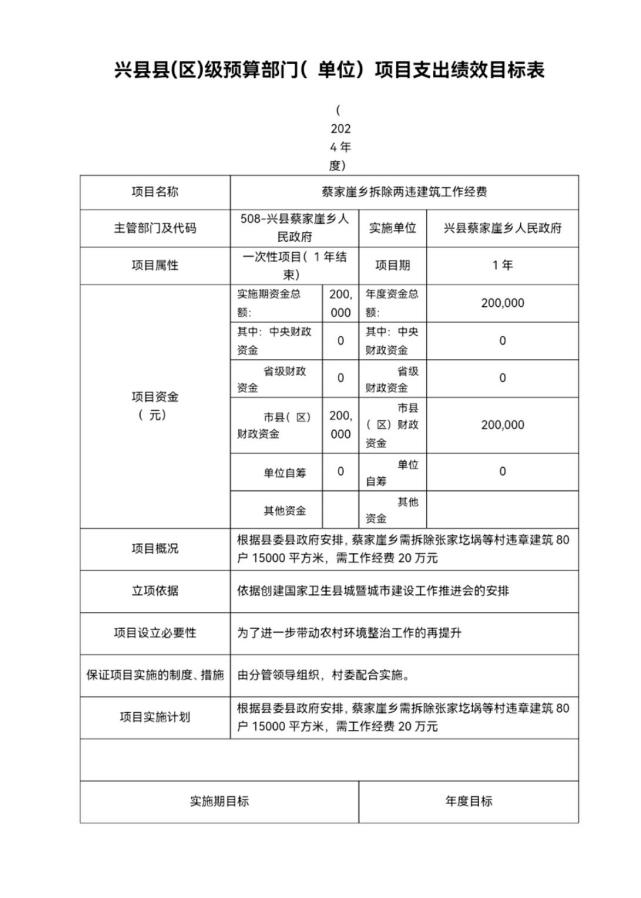 兴县县(区)级预算部门( 单位) 项目支出绩效目标表
(
202
4 年
度)
项目名称 蔡家崖乡拆除两违建筑工作经费
主管部门及代码 508-兴县蔡家崖乡人
民政府 实施单位 兴县蔡家崖乡人民政府
项目属性 一次性项目( 1 年结
束) 项目期 1 年
项目资金
( 元)
实施期资金总
额: 200,
000 年度资金总
额: 200,000
其中: 中央财政
资金 0 其中: 中央
财政资金 0
省级财政
资金 0 省级
财政资金 0
市县( 区)
财政资金 200,
000 市县
( 区) 财政
资金 200,000
单位自筹 0 单位
自筹 0
其他资金 其他
资金
项目概况 根据县委县政府安排, 蔡家崖乡需拆除张家圪埚等村违章建筑 80
户 15000 平方米, 需工作经费 20 万元
立项依据 依据创建国家卫生县城暨城市建设工作推进会的安排
项目设立必要性 为了进一步带动农村环境整治工作的再提升
保证项目实施的制度、措施 由分管领导组织, 村委配合实施。
项目实施计划 根据县委县政府安排, 蔡家崖乡需拆除张家圪埚等村违章建筑 80
户 15000 平方米, 需工作经费 20 万元
实施期目标 年度目标